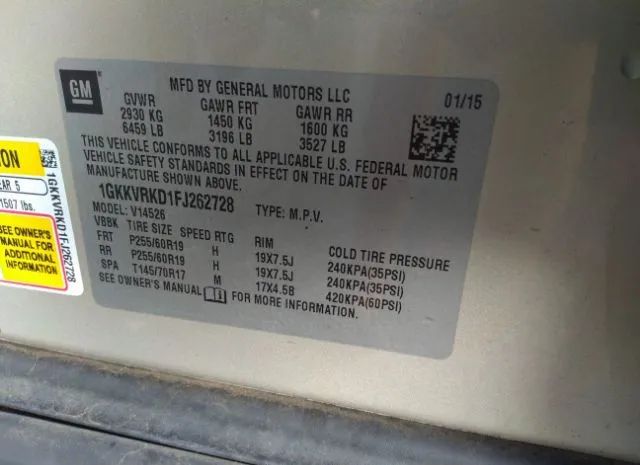 GM
MFD BY GENERAL MOTORS LLC
01/15
GVWR GAWR FRT GAWR RR
2930 KG 1450 KG 1600 KG
6459 LB 3196 LB 3527 LB
THIS VEHICLE CONFORMS TO ALL APPLICABLE U.S. FEDERAL MOTOR
VEHICLE SAFETY STANDARDS IN EFFECT ON THE DATE OF
MANUFACTURE SHOWN ABOVE.
1GKKVRKD1FJ262728 TYPE: M.P.V.
MODEL: V14526
VBBK TIRE SIZE SPEED RTG RIM COLD TIRE PRESSURE
FRT P255/60R19 H 19X7.5J 240KPA(35PSI)
RR P255/60R19 H 19X7.5J 240KPA(35PSI)
SPA T145/70R17 M 17X4.5B 420KPA(60PSI)
SEE OWNER'S MANUAL FOR MORE INFORMATION.
ION
EAR 5
1507 lbs.
SEE OWNER'S
MANUAL FOR
ADDITIONAL
INFORMATION
1GKKVRKD1FJ262728